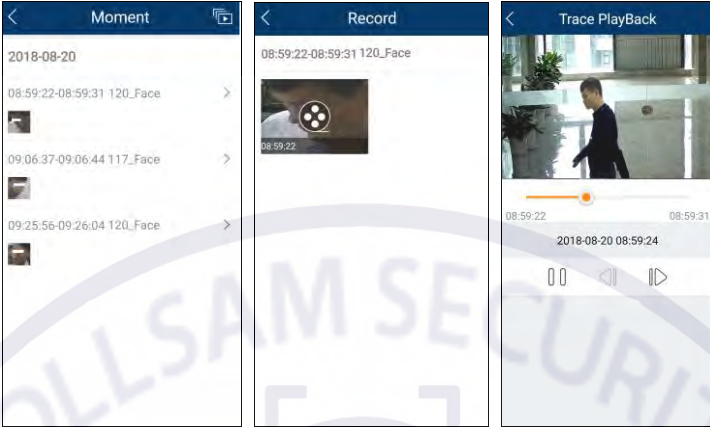 Moment
2018-08-20
08:59:22-08:59:31 120_Face
09:06:37-09:06:44 117_Face
09:25:56-09:26:04 120_Face
Record
08:59:22-08:59:31 120_Face
08:59:22
Trace PlayBack
08:59:22 08:59:31
2018-08-20 08:59:24
OLLSAM SECURIT